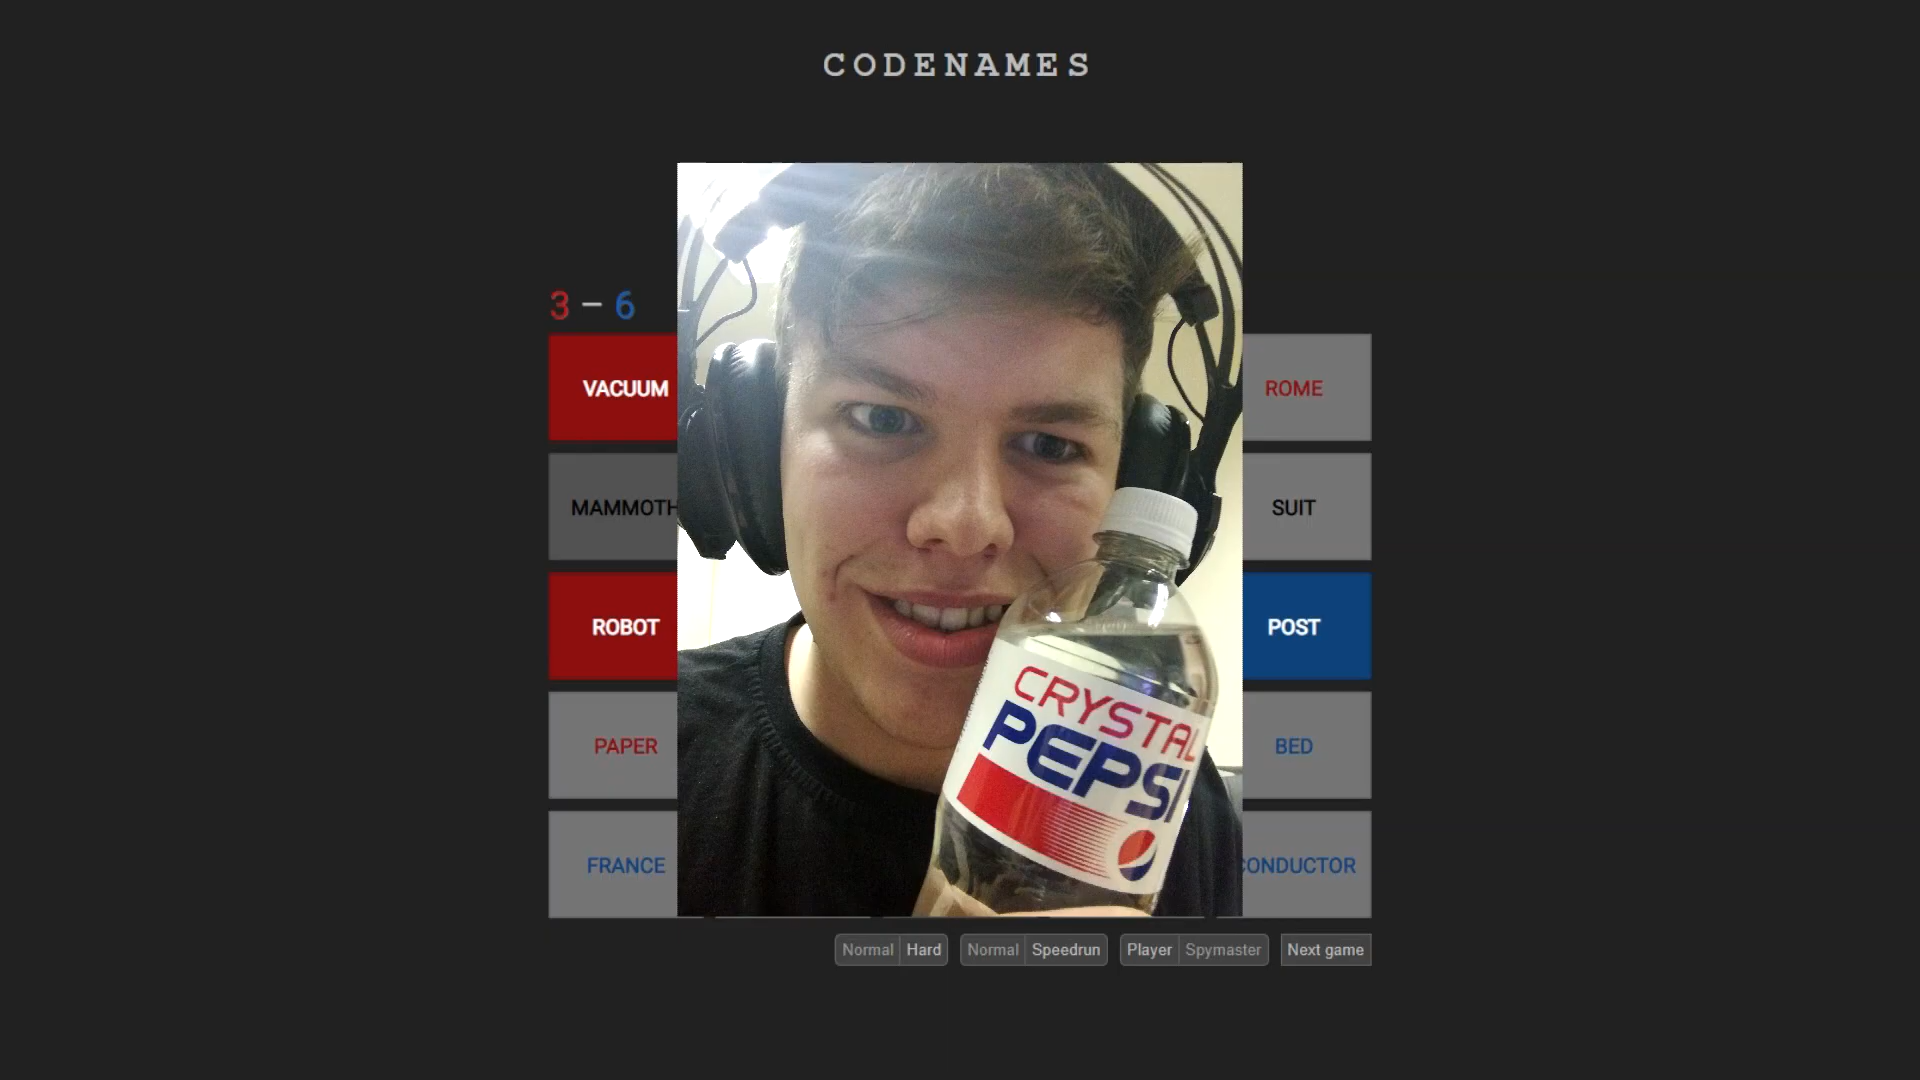 CODENAMES
3 – 6
VACUUM
ROME
MAMMOTH
SUIT
ROBOT
POST
CRYSTAL
PEPSI
PAPER
BED
FRANCE
CONDUCTOR
Normal Hard Normal Speedrun Player Spymaster Next game